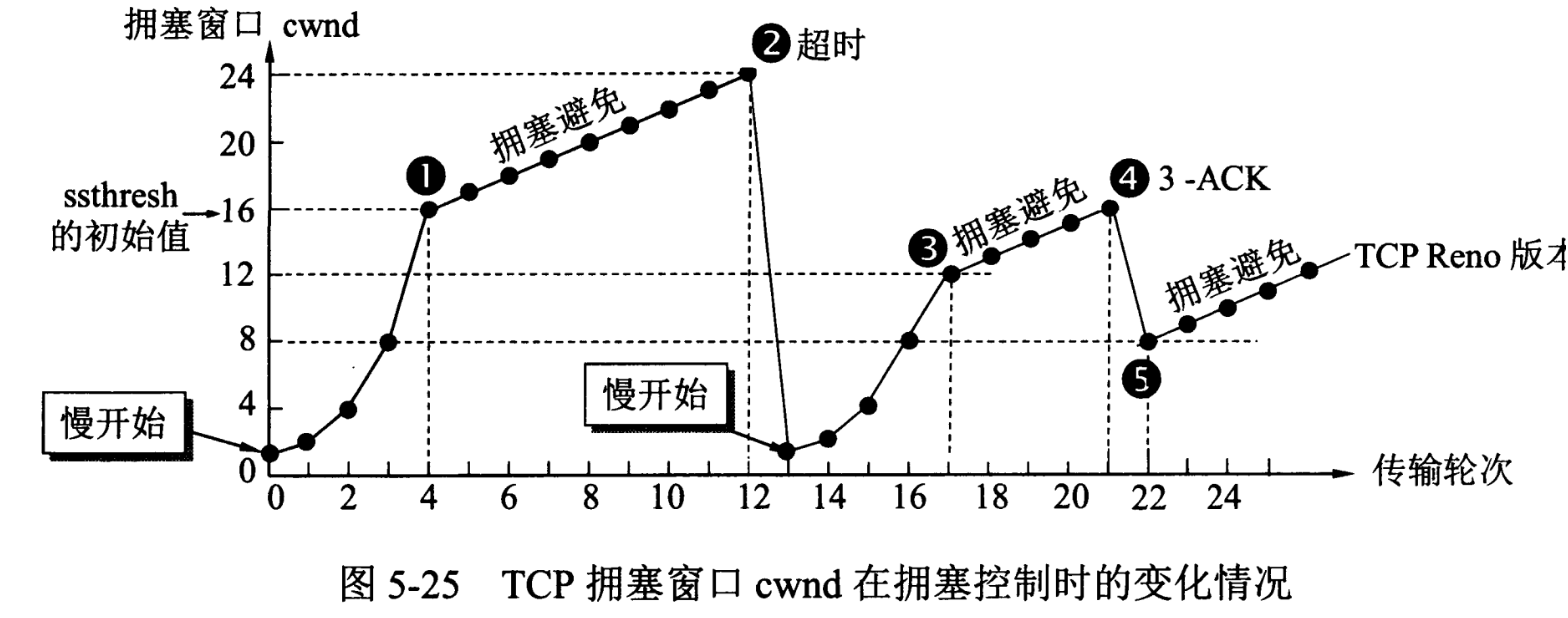 拥塞窗口 cwnd
❷超时
24
拥塞避免
20
❶
❹ 3 -ACK
ssthresh
的初始值
16
❸
拥塞避免
12
拥塞避免
TCP Reno 版本
8
❺
慢开始
慢开始
4
0
0 2 4 6 8 10 12 14 16 18 20 22 24
传输轮次
图 5-25 TCP 拥塞窗口 cwnd 在拥塞控制时的变化情况